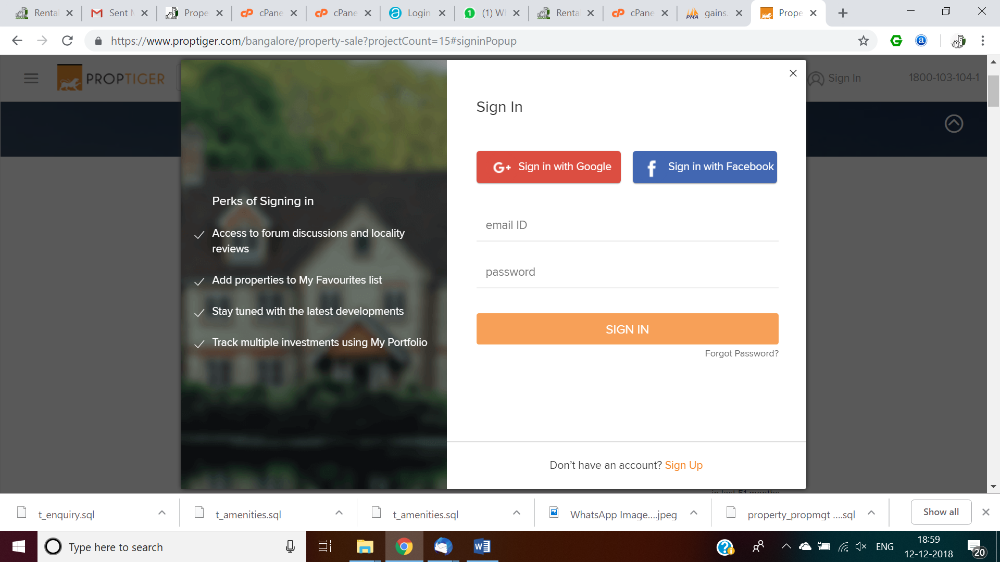 Rental
Sent M
Prope
cPane
cPane
Login
(1) W
Rental
cPane
gains.
Prope
https://www.proptiger.com/bangalore/property-sale?projectCount=15#signinPopup
PROPTIGER
Sign In
1800-103-104-1
Sign In
G+ Sign in with Google
f Sign in with Facebook
Perks of Signing in
Access to forum discussions and locality
reviews
Add properties to My Favourites list
Stay tuned with the latest developments
Track multiple investments using My Portfolio
email ID
password
SIGN IN
Forgot Password?
Don't have an account? Sign Up
in last 51 months
t_enquiry.sql
t_amenities.sql
t_amenities.sql
WhatsApp Image....jpeg
property_propmgt ....sql
Show all
Type here to search
ENG
18:59
12-12-2018
20